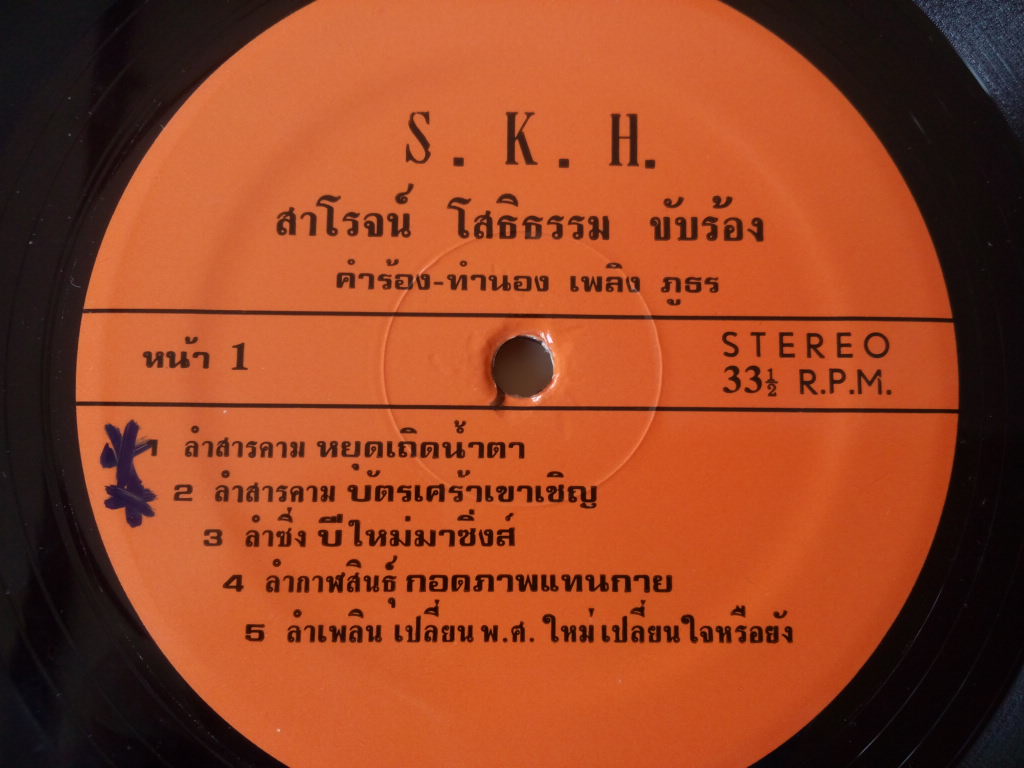 S. K. H.
สาโรจน์ โสธิธรรม ขับร้อง
คำร้อง-ทำนอง เพลิง ภูธร
หน้า 1
STEREO
33½ R.P.M.
1 ลำสารคาม หยุดเถิดน้ำตา
2 ลำสารคาม บัตรเศร้าเขาเชิญ
3 ลำซิ่ง ปีใหม่มาซิ่งส์
4 ลำกาฬสินธุ์ กอดภาพแทนกาย
5 ลำเพลิน เปลี่ยน พ.ศ. ใหม่ เปลี่ยนใจหรือยัง